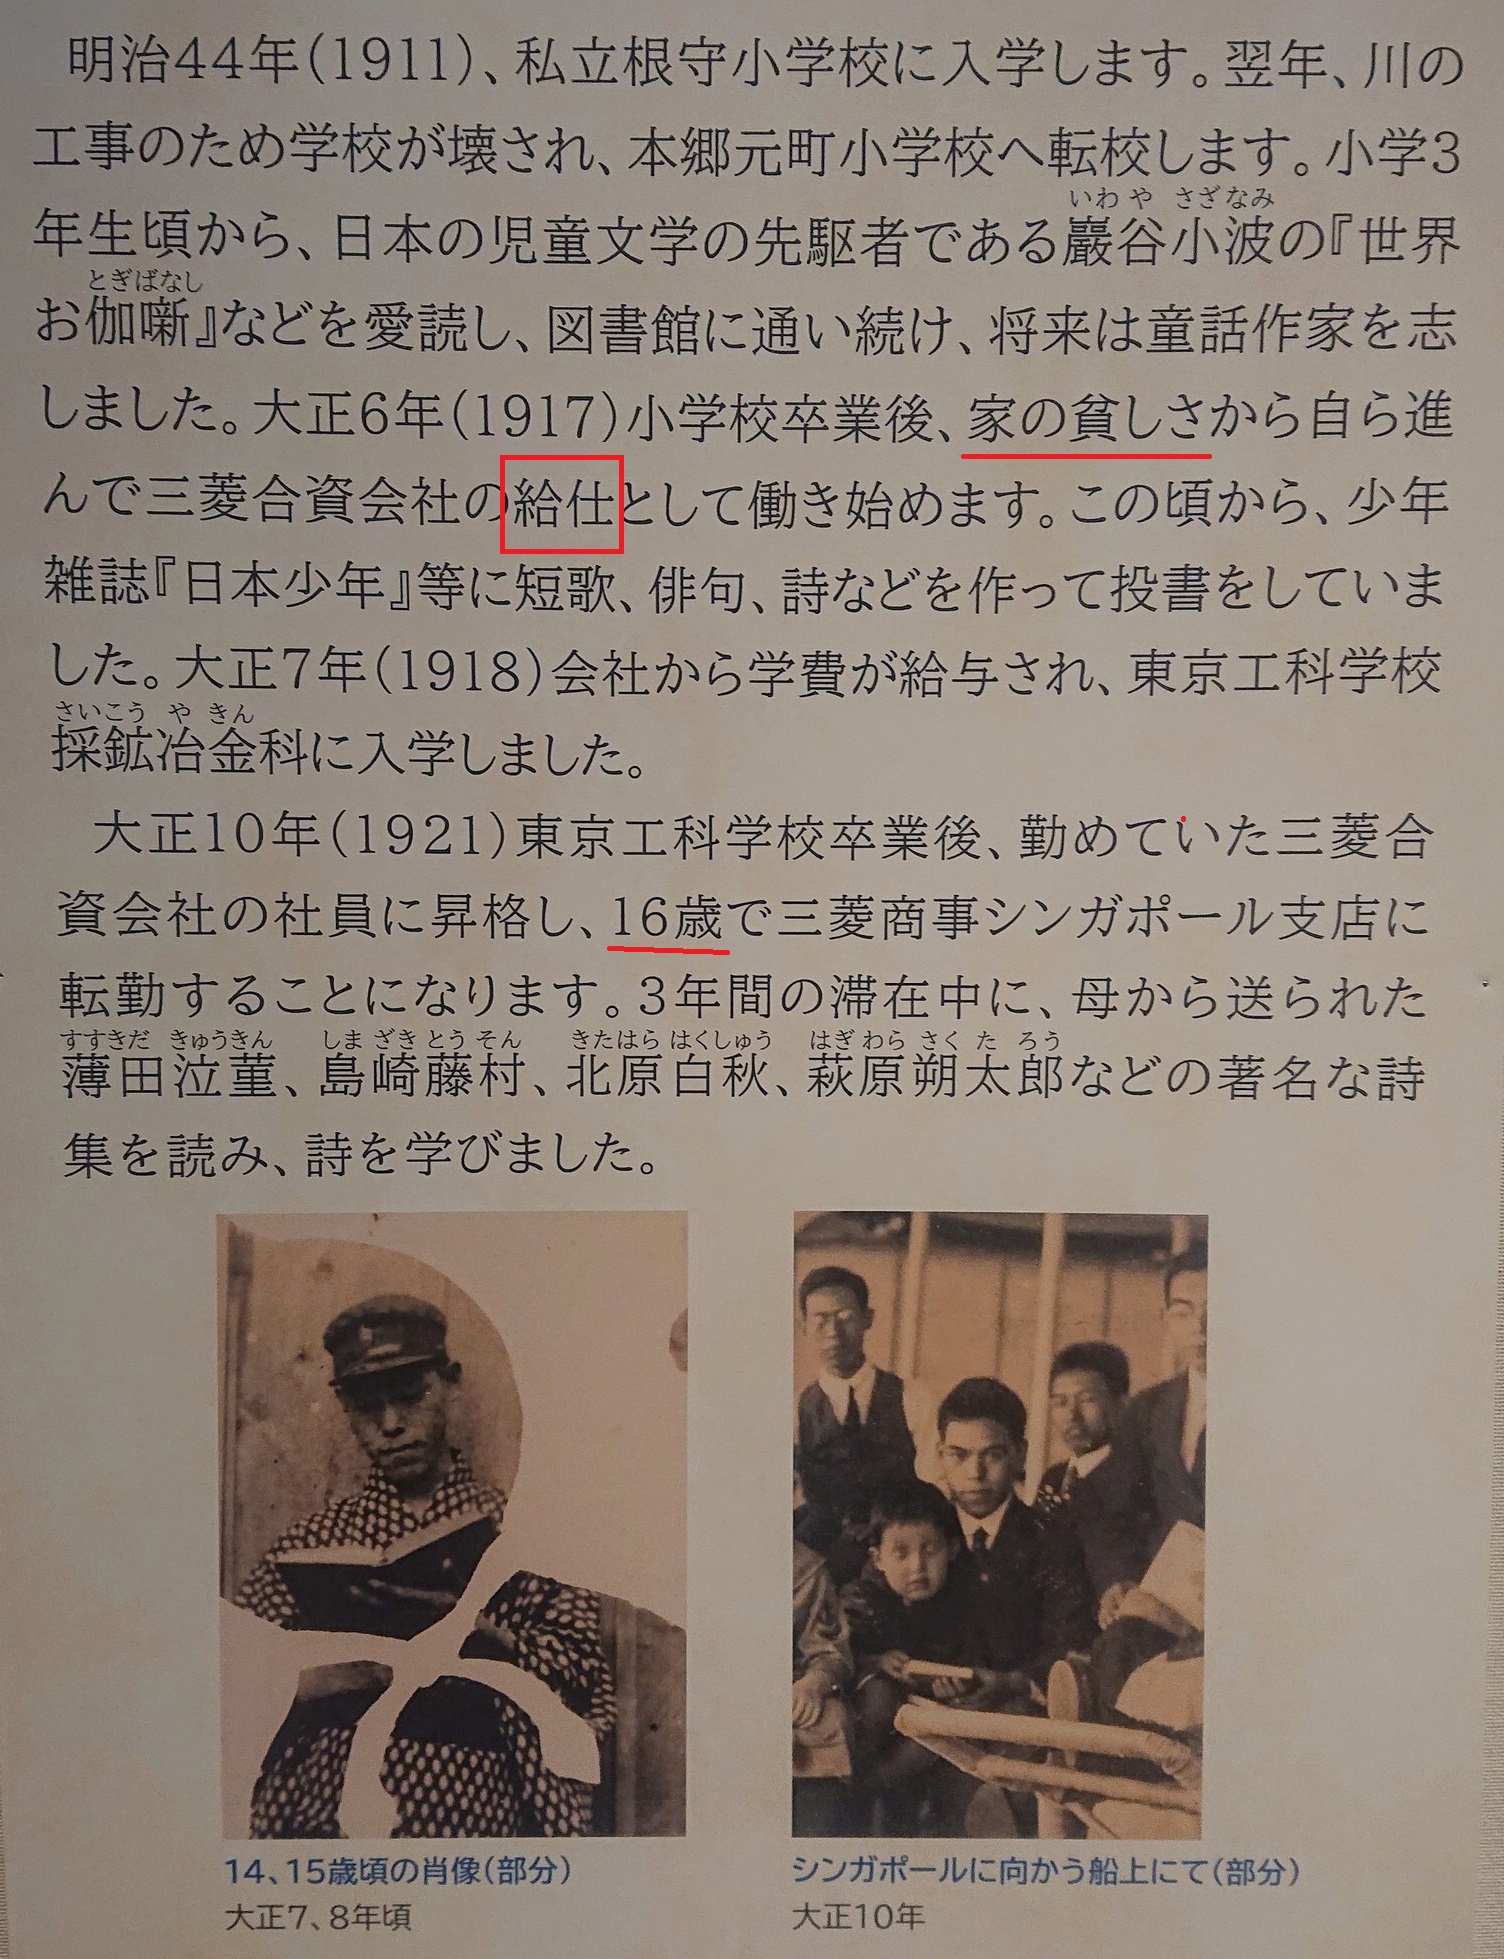 明治44年(1911)、私立根守小学校に入学します。翌年、川の
工事のため学校が壊され、本郷元町小学校へ転校します。小学3
いわ や さざなみ
年生頃から、日本の児童文学の先駆者である巖谷小波の『世界
とぎばなし
お伽噺』などを愛読し、図書館に通い続け、将来は童話作家を志
しました。大正6年(1917)小学校卒業後、家の貧しさから自ら進
んで三菱合資会社の給仕として働き始めます。この頃から、少年
雑誌『日本少年』等に短歌、俳句、詩などを作って投書をしていま
した。大正7年(1918)会社から学費が給与され、東京工科学校
さいこう や きん
採鉱冶金科に入学しました。
大正10年(1921)東京工科学校卒業後、勤めていた三菱合
資会社の社員に昇格し、16歳で三菱商事シンガポール支店に
転勤することになります。3年間の滞在中に、母から送られた
すすきだ きゅうきん しま ざき とう そん きたはら はくしゅう はぎ わら さく た ろう
薄田泣菫、島崎藤村、北原白秋、萩原朔太郎などの著名な詩
集を読み、詩を学びました。
14、15歳頃の肖像(部分)
大正7、8年頃
シンガポールに向かう船上にて(部分)
大正10年